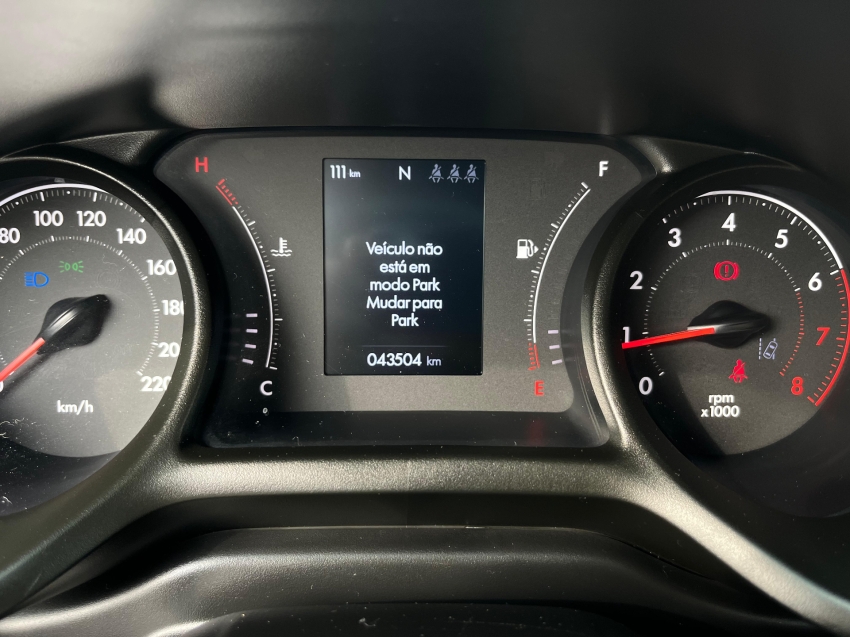 H
111 km N
F
Veículo não
está em
modo Park
Mudar para
Park
043504 km
C
E
80 100 120 140 160 180 20 220
km/h
0 1 2 3 4 5 6 7 8
rpm
x1000